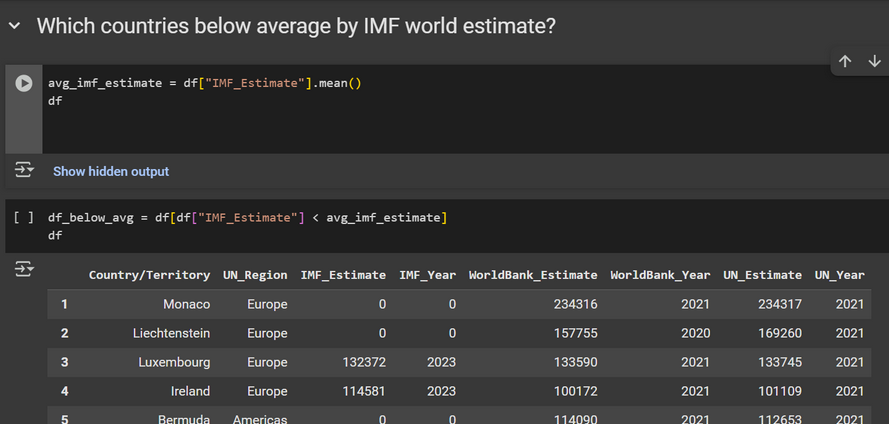 Which countries below average by IMF world estimate?
avg_imf_estimate = df["IMF_Estimate"].mean()
df
Show hidden output
[ ] df_below_avg = df[df["IMF_Estimate"] < avg_imf_estimate]
df
Country/Territory UN_Region IMF_Estimate IMF_Year WorldBank_Estimate WorldBank_Year UN_Estimate UN_Year
1 Monaco Europe 0 0 234316 2021 234317 2021
2 Liechtenstein Europe 0 0 157755 2020 169260 2021
3 Luxembourg Europe 132372 2023 133590 2021 133745 2021
4 Ireland Europe 114581 2023 100172 2021 101109 2021
5 Bermuda Americas 0 0 114090 2021 112653 2021